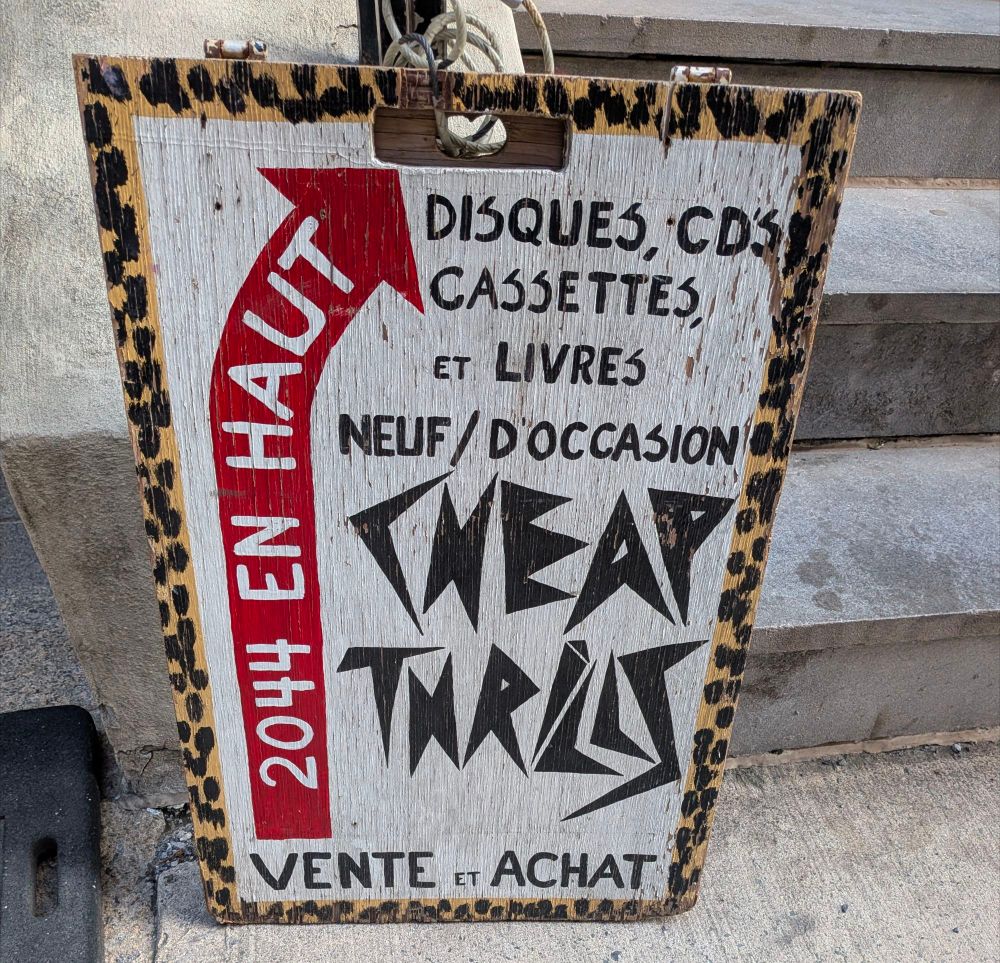 2044 EN HAUT
DISQUES, CD'S
CASSETTES,
ET LIVRES
NEUF/D'OCCASION
CHEAP
THRILLS
VENTE ET ACHAT